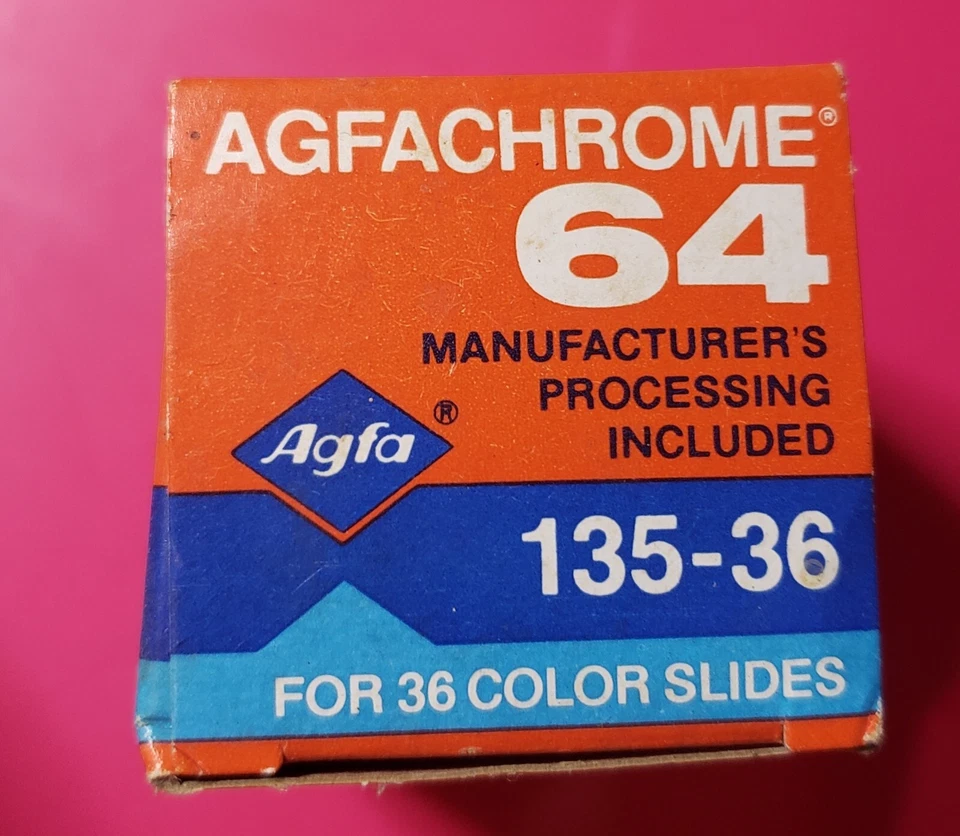 AGFACHROME®
64
MANUFACTURER'S
PROCESSING
INCLUDED
Agfa®
135-36
FOR 36 COLOR SLIDES